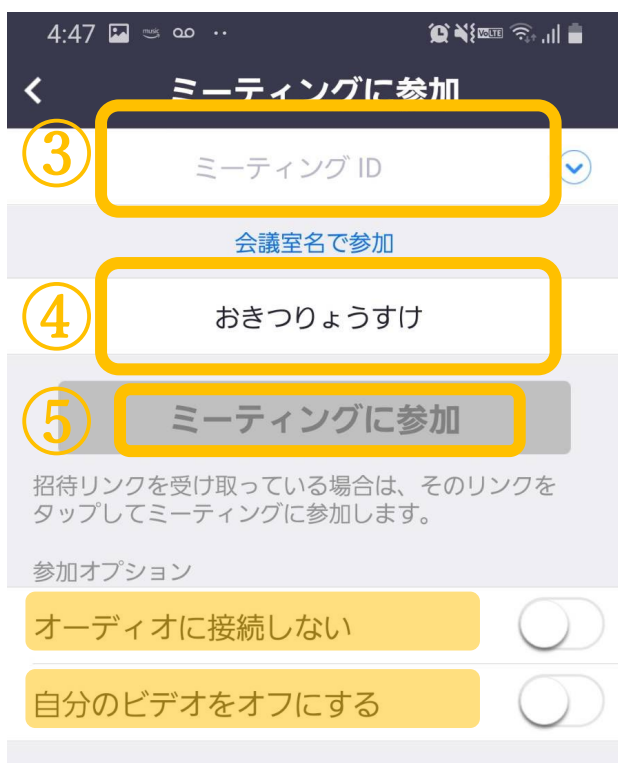 4:47 music VoLTE
ミーティングに参加
③ ミーティング ID
会議室名で参加
④ おきつりょうすけ
⑤ ミーティングに参加
招待リンクを受け取っている場合は、そのリンクを
タップしてミーティングに参加します。
参加オプション
オーディオに接続しない
自分のビデオをオフにする